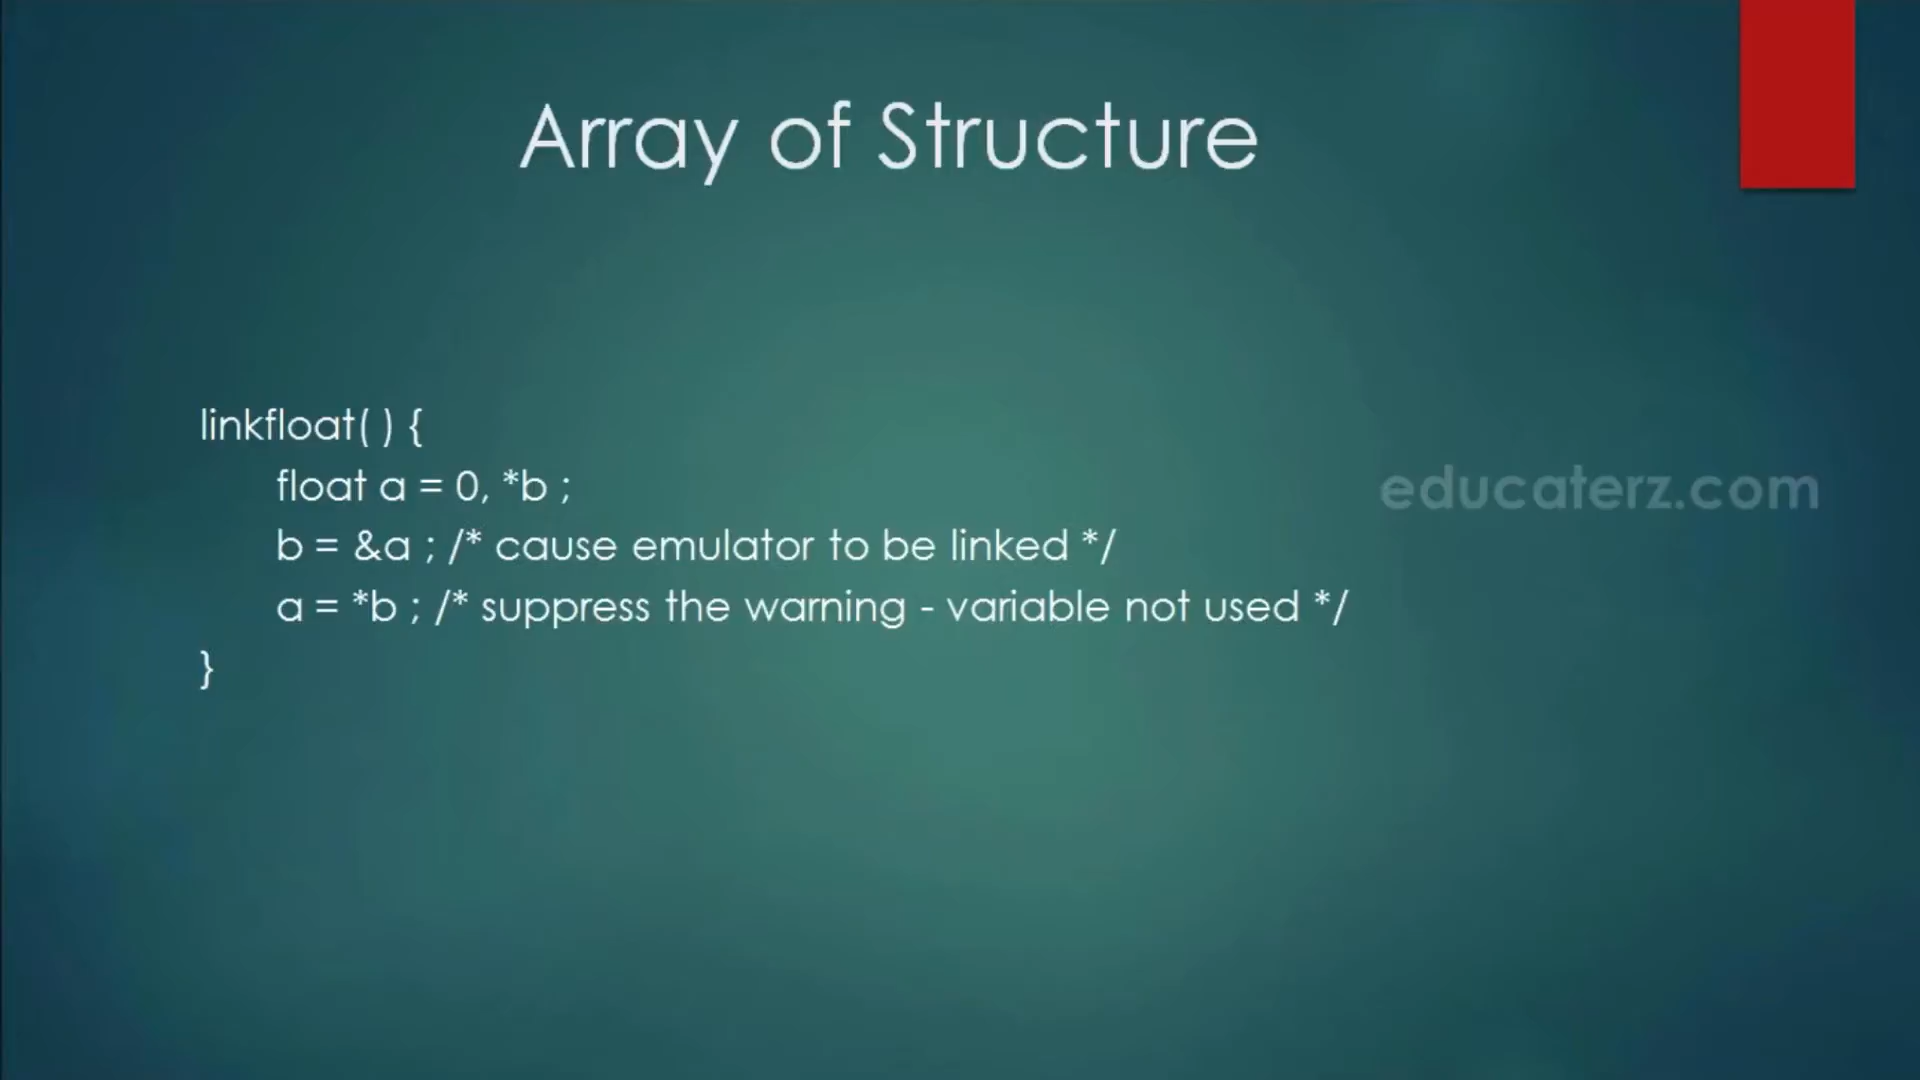 Array of Structure
linkfloat( ) {
float a = 0, *b ;
educaterz.com
b = &a ; /* cause emulator to be linked */
a = *b ; /* suppress the warning - variable not used */
}